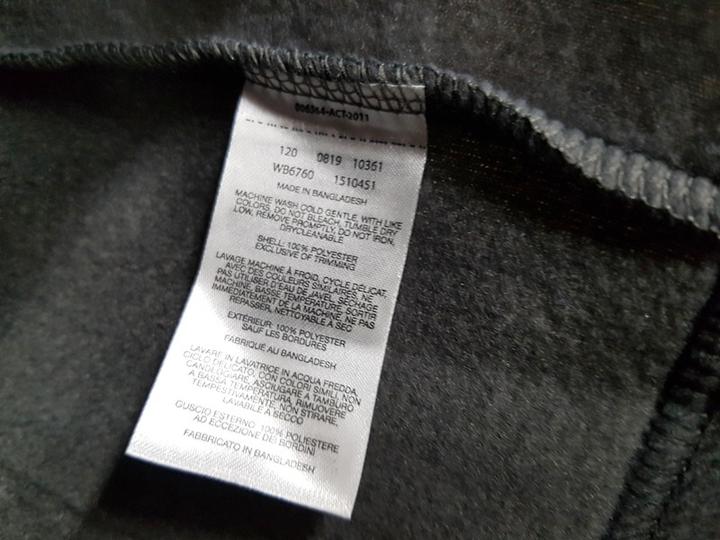 006564-ACT-2011
120 0819 10361
WB6760 1510451
MADE IN BANGLADESH
MACHINE WASH COLD GENTLE, WITH LIKE
COLORS, DO NOT BLEACH, TUMBLE DRY
LOW, REMOVE PROMPTLY, DO NOT IRON,
DRYCLEANABLE
SHELL: 100% POLYESTER
EXCLUSIVE OF TRIMMING
LAVAGE MACHINE À FROID, CYCLE DÉLICAT,
AVEC DES COULEURS SIMILAIRES, NE
PAS UTILISER D'EAU DE JAVEL, SÉCHAGE
MACHINE, BASSE TEMPÉRATURE, SORTIR
IMMEDIATEMENT DE LA MACHINE, NE PAS
REPASSER, NETTOYABLE À SEC
EXTÉRIEUR: 100% POLYESTER
SAUF LES BORDURES
FABRIQUÉ AU BANGLADESH
LAVARE IN LAVATRICE IN ACQUA FREDDA,
CICLO DELICATO, CON COLORI SIMILI, NON
CANDEGGIARE, ASCIUGARE A TAMBURO
A BASSA TEMPERATURA, RIMUOVERE
TEMPESTIVAMENTE, NON STIRARE,
LAVABILE A SECCO
GUSCIO ESTERNO: 100% POLIESTERE
AD ECCEZIONE DEI BORDINI
FABBRICATO IN BANGLADESH